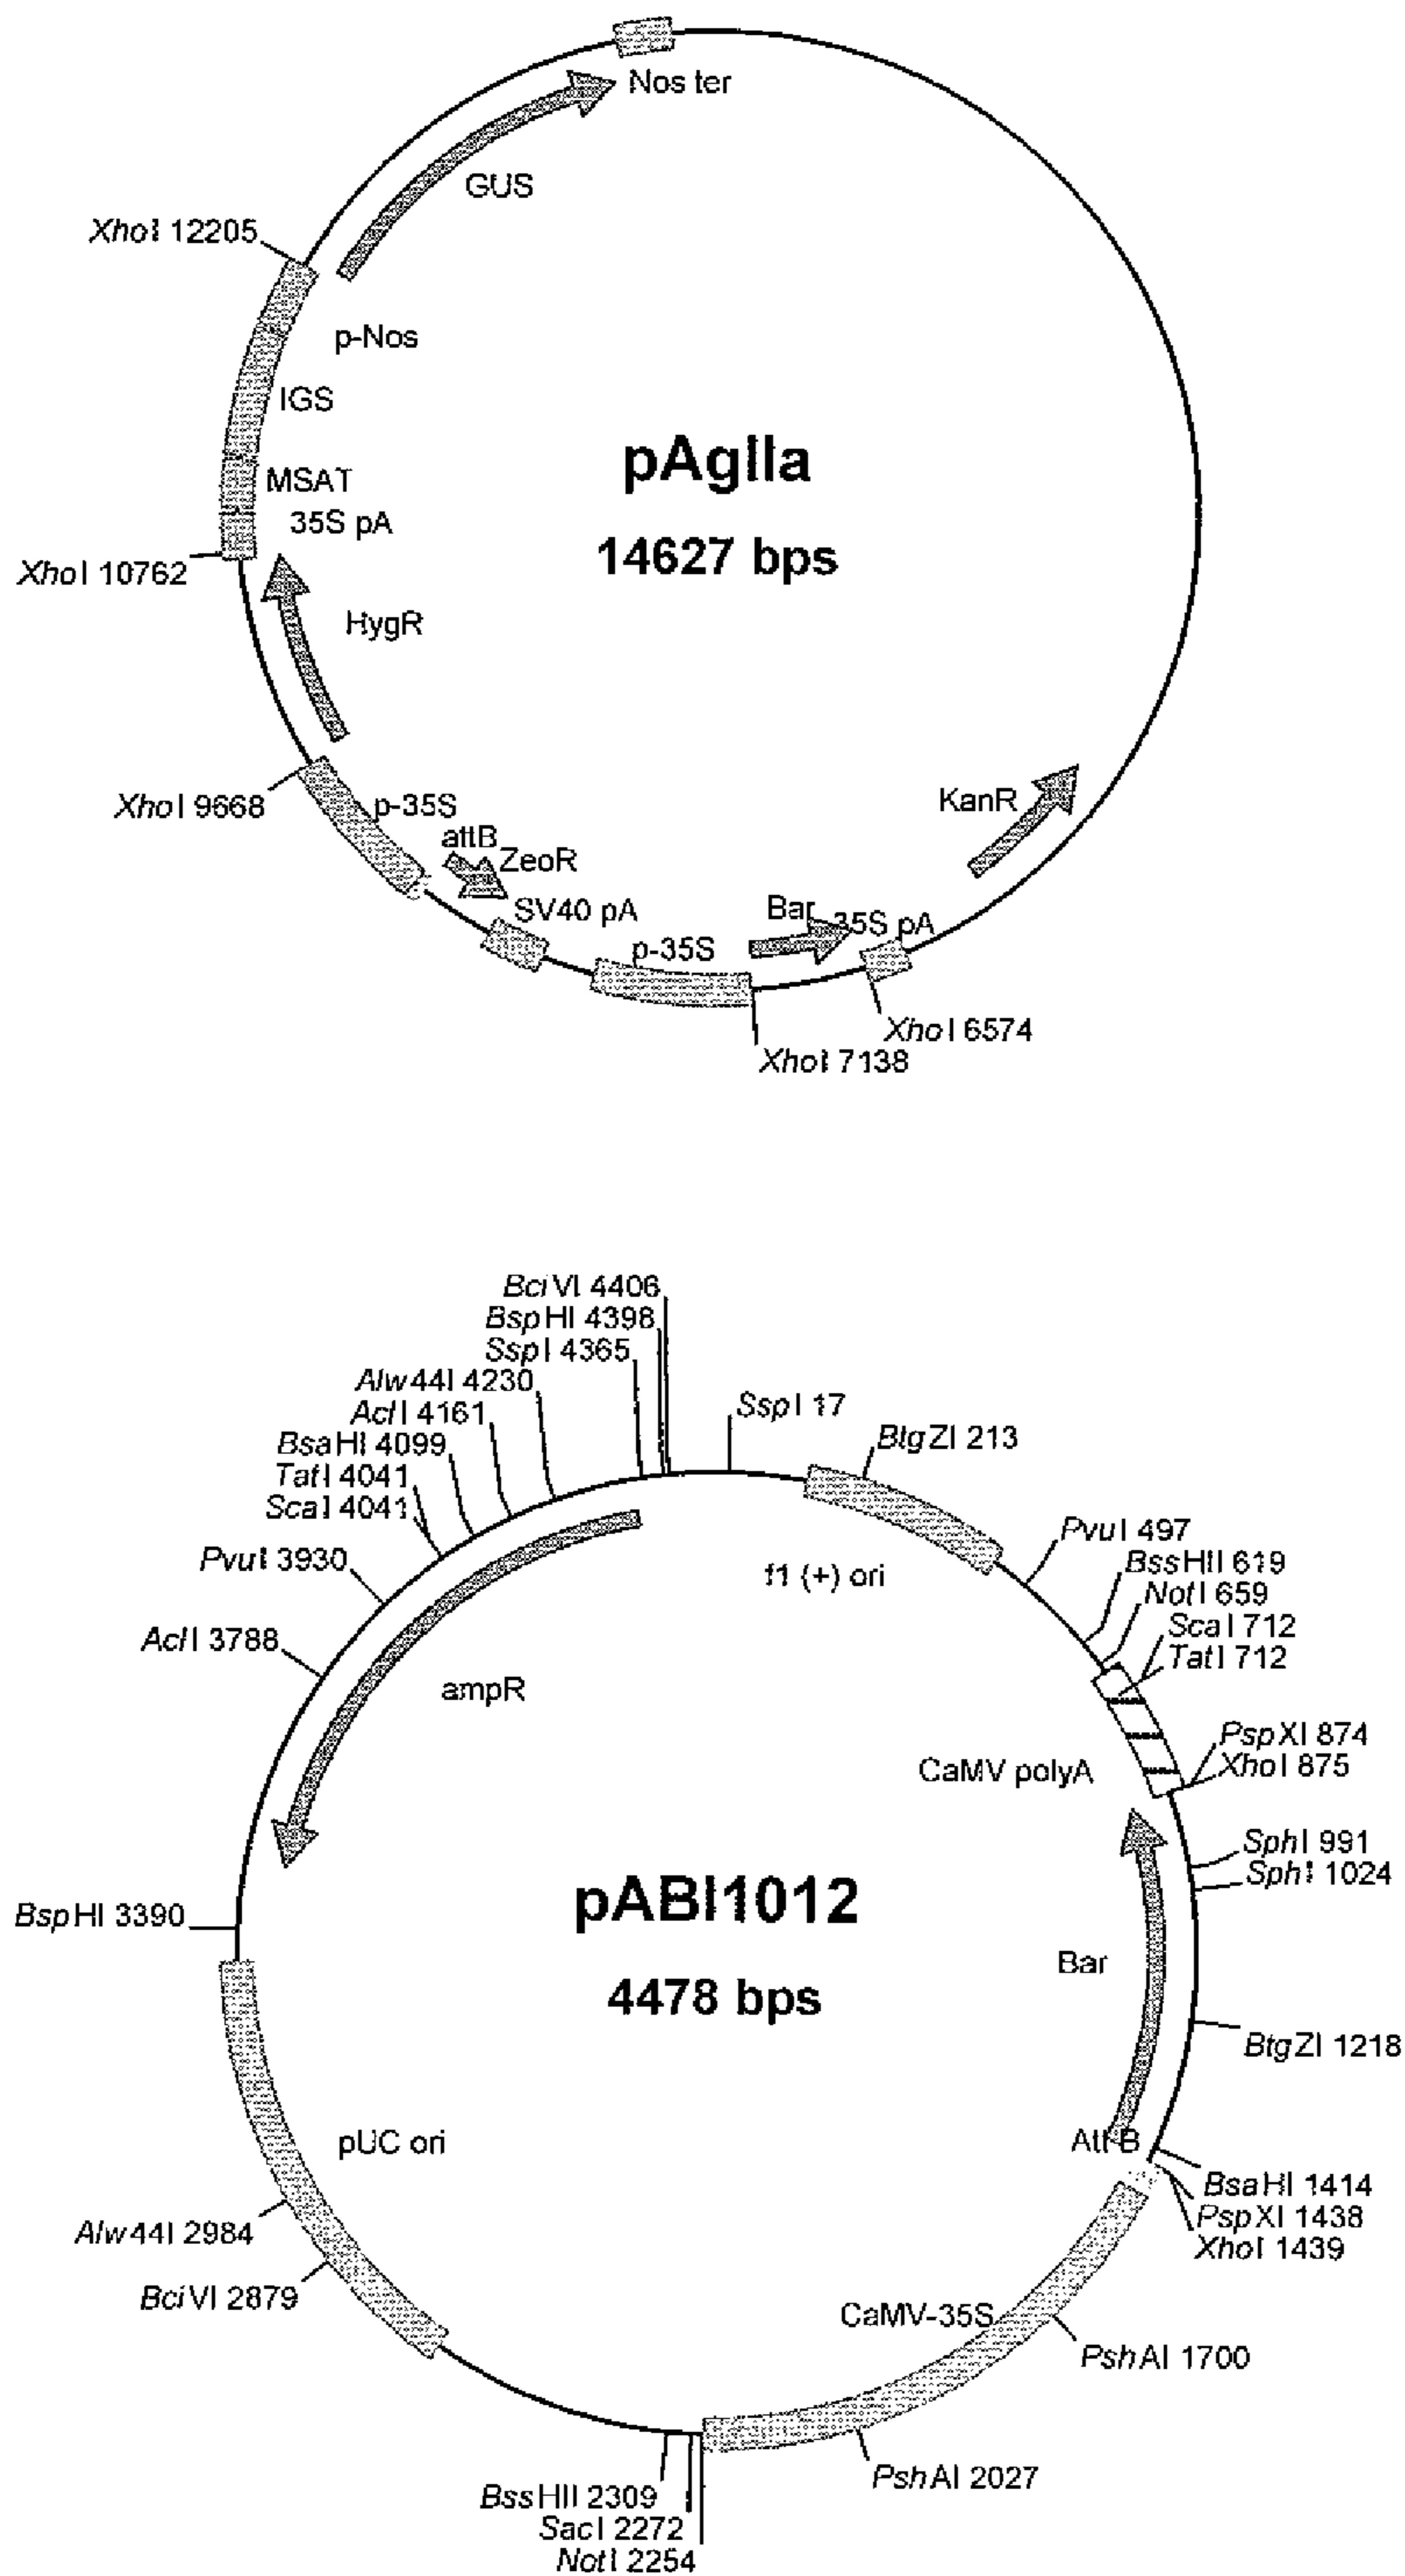 Nos ter
GUS
XhoI 12205
p-Nos
IGS
pAgIIa
MSAT
35S pA
14627 bps
XhoI 10762
HygR
XhoI 9668
p-35S
KanR
attB
ZeoR
SV40 pA
Bar
35S pA
p-35S
XhoI 6574
XhoI 7138
BciVI 4406
BspHI 4398
SspI 4365
Alw44I 4230
SspI 17
AclI 4161
BtgZI 213
BsaHI 4099
TatI 4041
ScaI 4041
PvuI 497
PvuI 3930
BssHII 619
f1 (+) ori
NotI 659
ScaI 712
AclI 3788
TatI 712
ampR
PspXI 874
CaMV polyA
XhoI 875
SphI 991
SphI 1024
pABI1012
BspHI 3390
Bar
4478 bps
BtgZI 1218
pUC ori
Att B
BsaHI 1414
PspXI 1438
Alw44I 2984
XhoI 1439
BciVI 2879
CaMV-35S
PshAI 1700
PshAI 2027
BssHII 2309
SacI 2272
NotI 2254